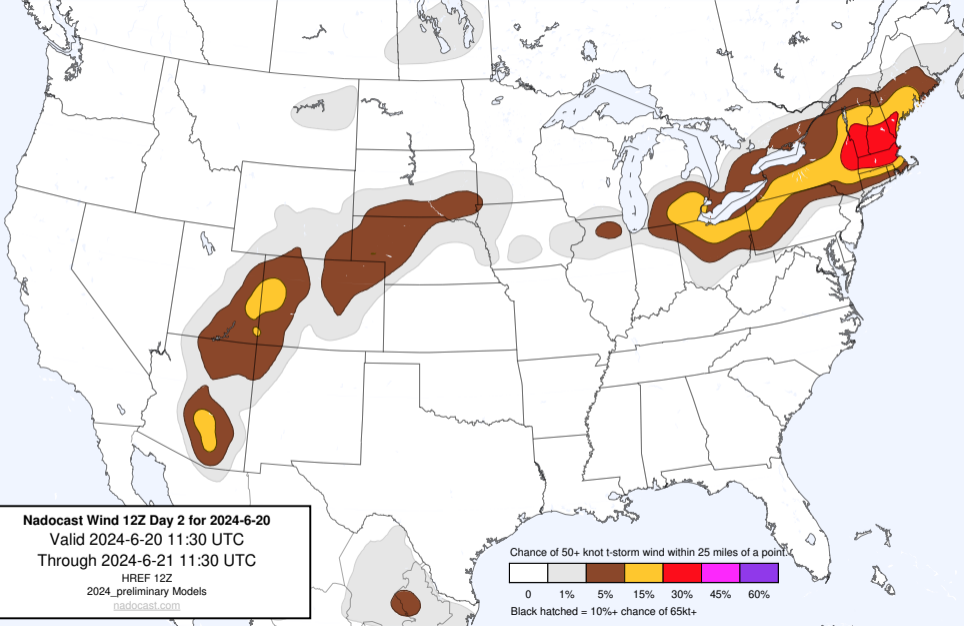 Nadocast Wind 12Z Day 2 for 2024-6-20
Valid 2024-6-20 11:30 UTC
Through 2024-6-21 11:30 UTC
HREF 12Z
2024_preliminary Models
nadocast.com
Chance of 50+ knot t-storm wind within 25 miles of a point.
0 1% 5% 15% 30% 45% 60%
Black hatched = 10%+ chance of 65kt+